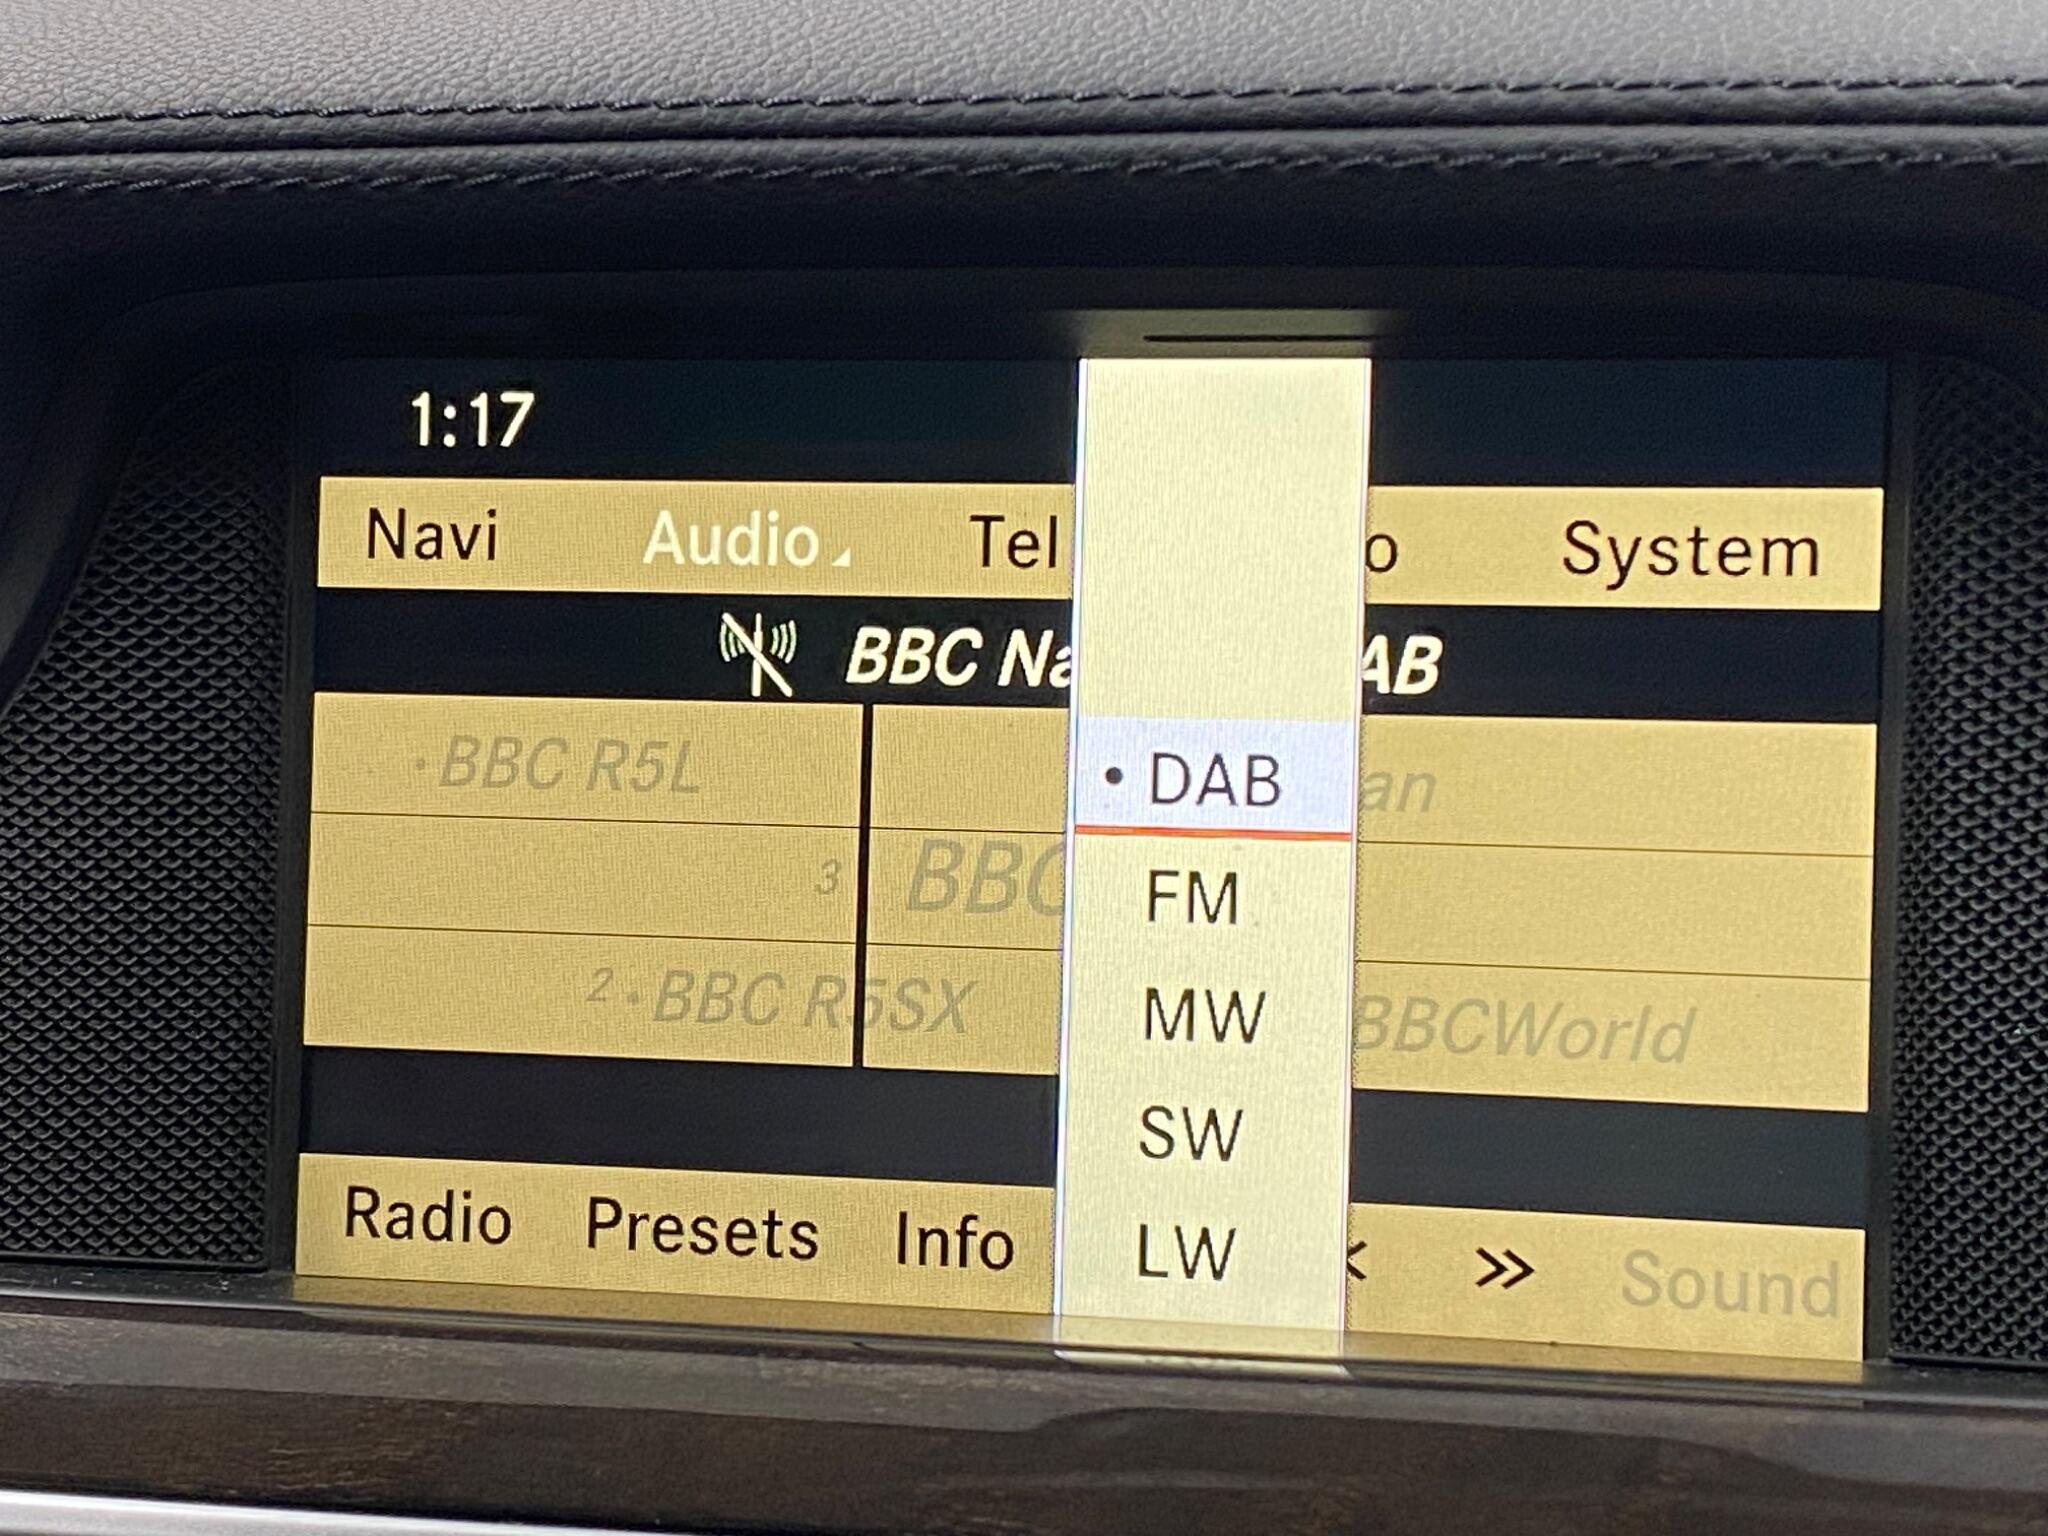 1:17
Navi Audio Tel o System
BBC Na AB
·BBC R5L an
3 BBC
2·BBC R5SX BBCWorld
• DAB
FM
MW
SW
LW
Radio Presets Info < >> Sound